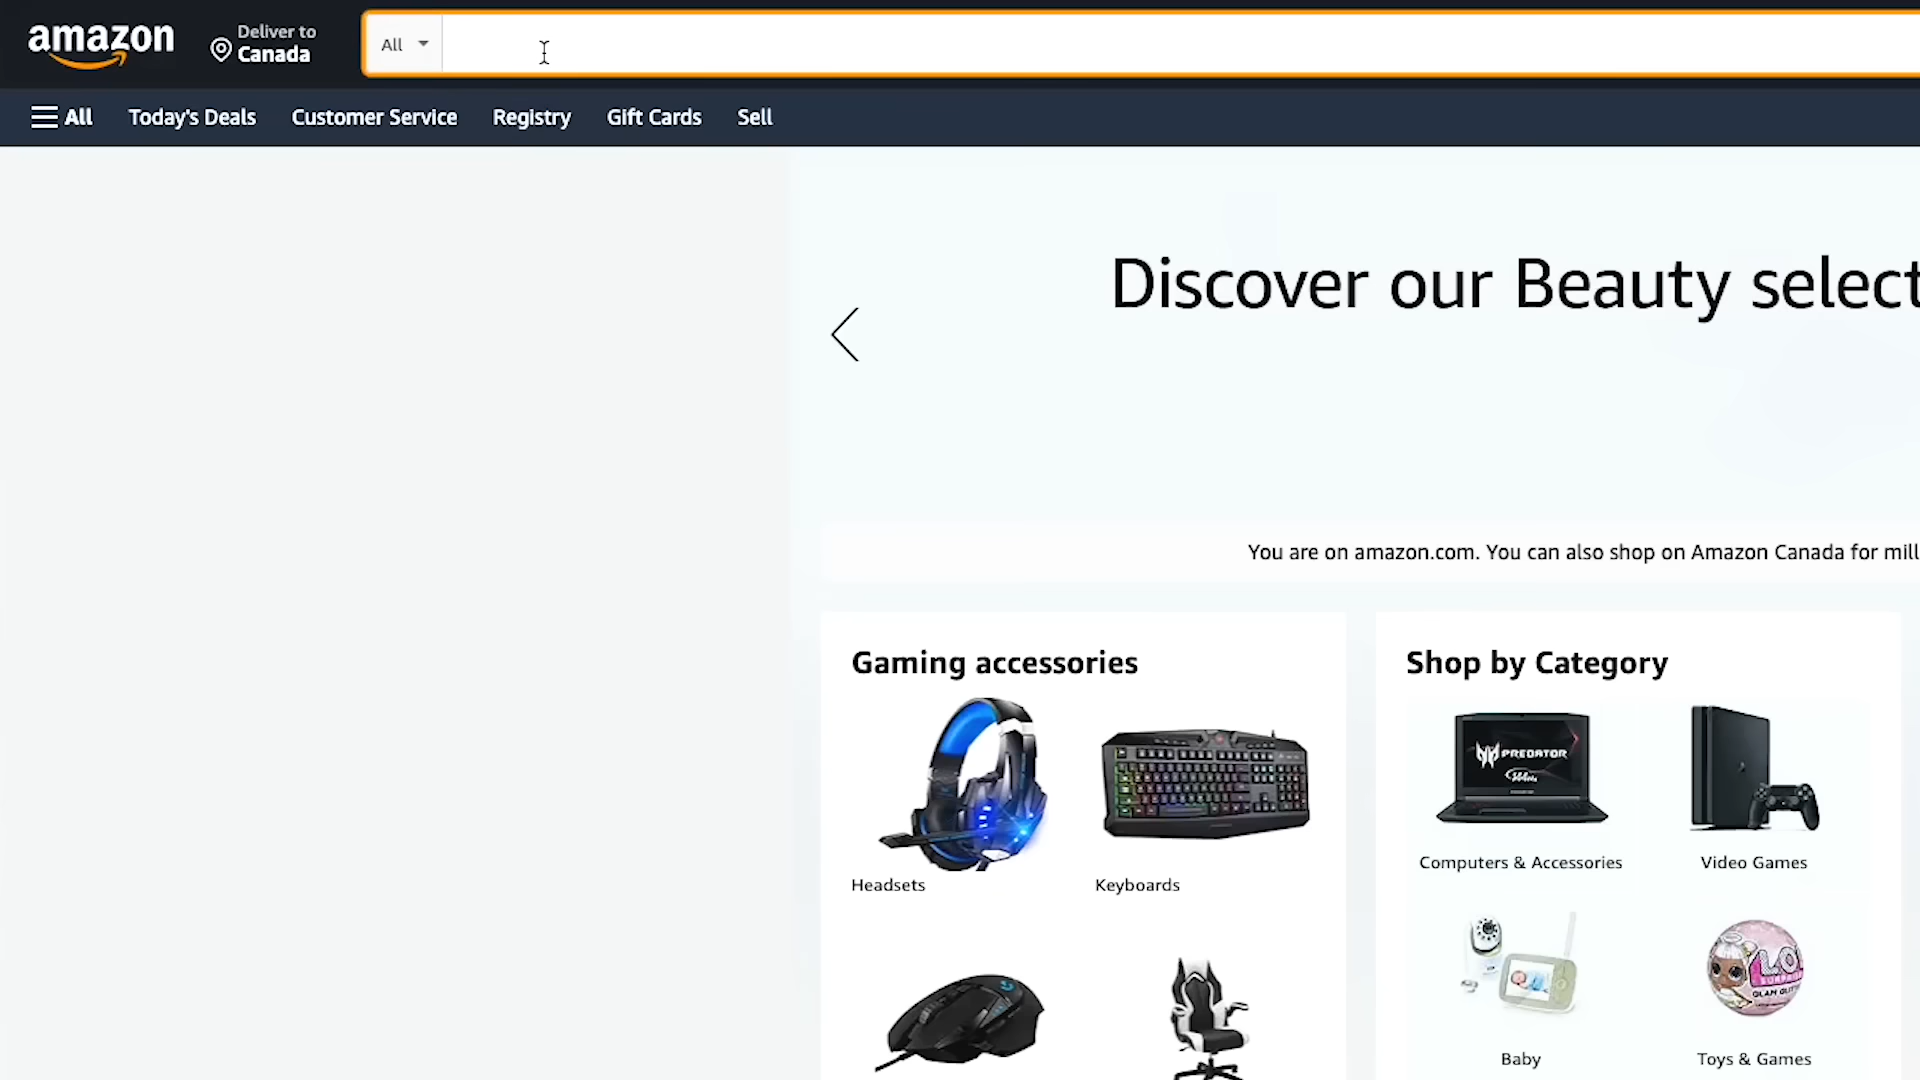 amazon
Deliver to
Canada
All
All
Today's Deals
Customer Service
Registry
Gift Cards
Sell
Discover our Beauty select
You are on amazon.com. You can also shop on Amazon Canada for mill
Gaming accessories
Shop by Category
PREDATOR
Computers & Accessories
Video Games
Headsets
Keyboards
L.O.
SURPRIS
Baby
Toys & Games